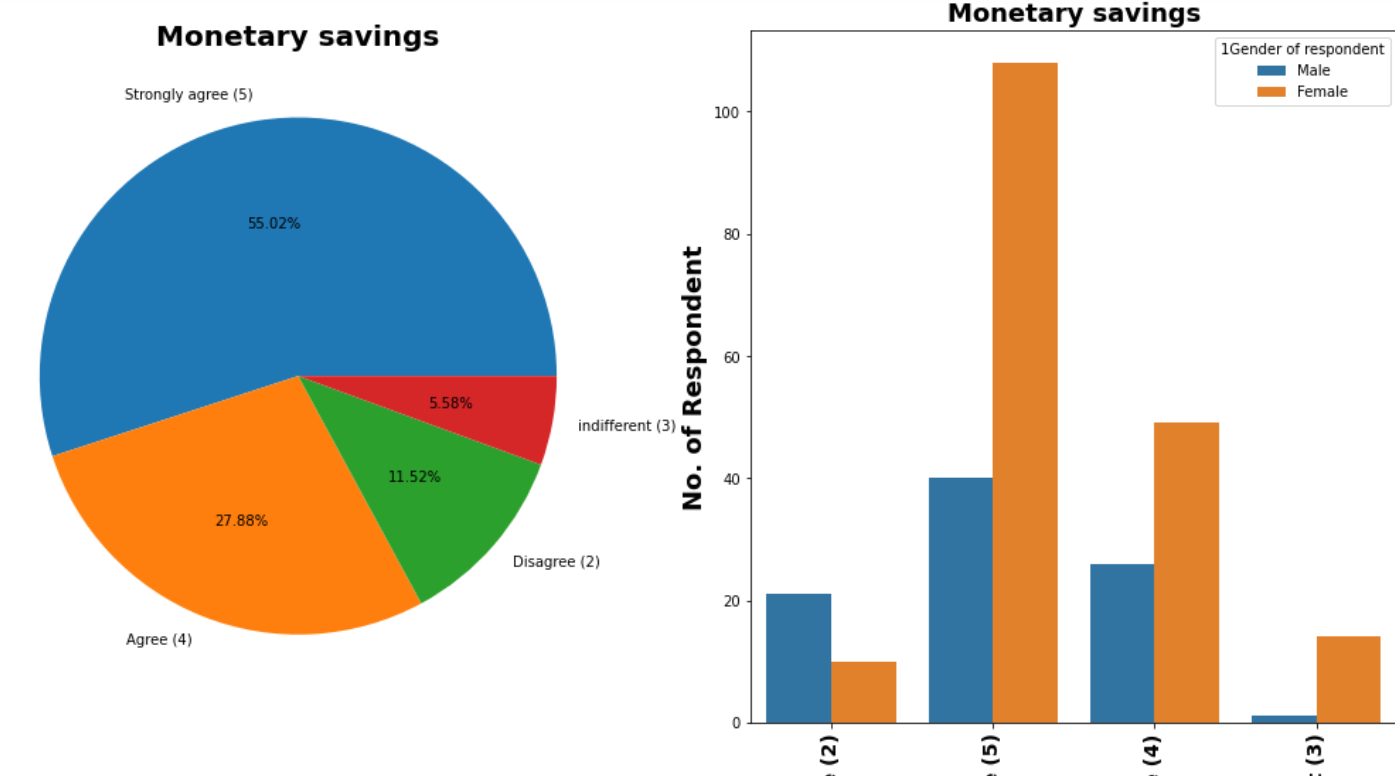 Monetary savings
Strongly agree (5)
55.02%
5.58%
indifferent (3)
11.52%
27.88%
Disagree (2)
Agree (4)
Monetary savings
1Gender of respondent
Male
Female
No. of Respondent
100
80
60
40
20
0
(2)
(5)
(4)
(3)